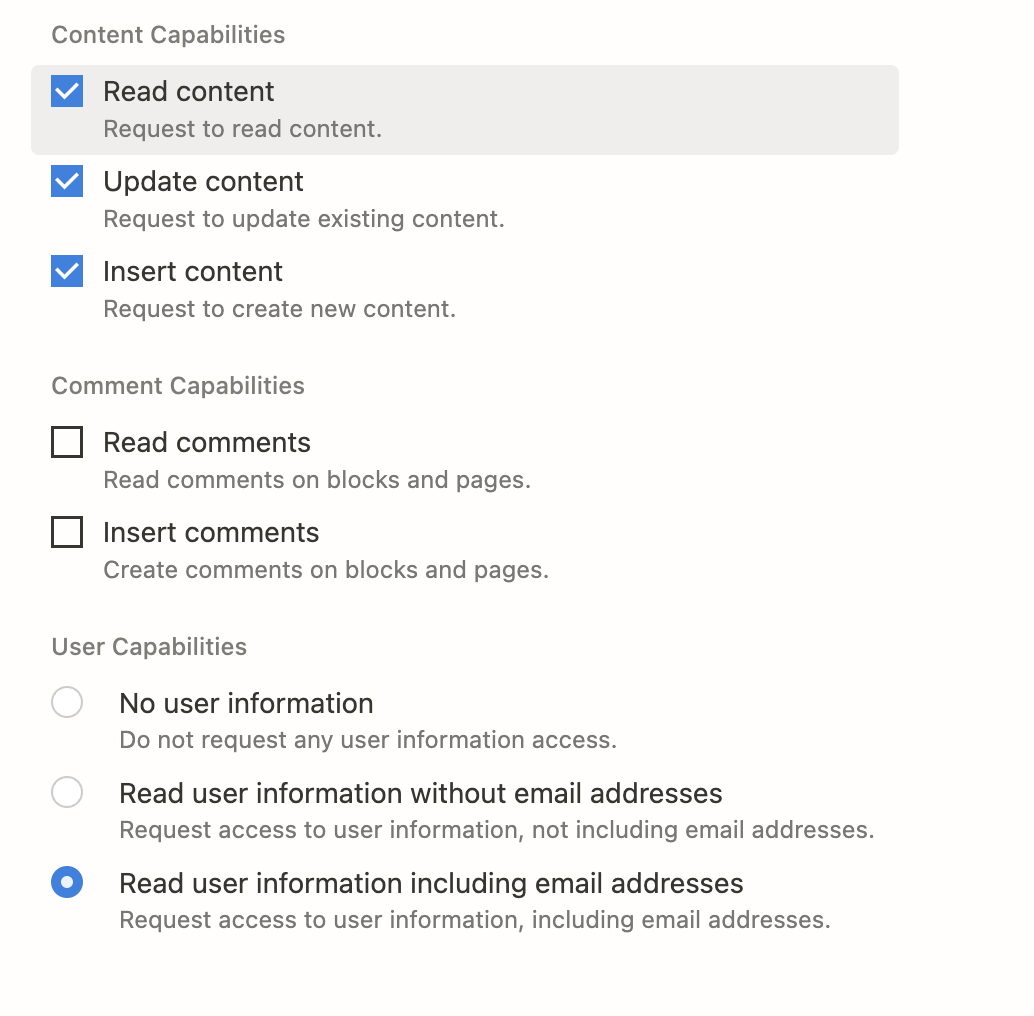 Content Capabilities
Read content
Request to read content.
Update content
Request to update existing content.
Insert content
Request to create new content.
Comment Capabilities
Read comments
Read comments on blocks and pages.
Insert comments
Create comments on blocks and pages.
User Capabilities
No user information
Do not request any user information access.
Read user information without email addresses
Request access to user information, not including email addresses.
Read user information including email addresses
Request access to user information, including email addresses.